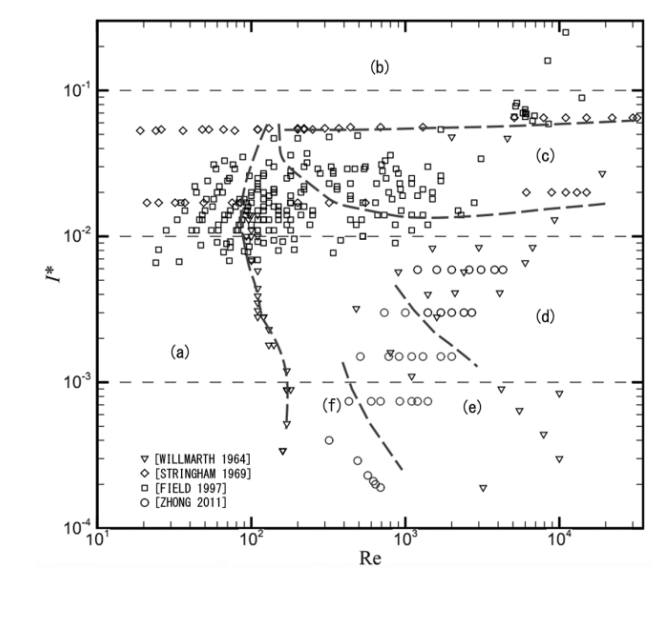 10⁻¹
10⁻²
10⁻³
10⁻⁴
I*
(b)
(c)
(a)
(d)
(f)
(e)
▽ [WILLMARTH 1964]
◇ [STRINGHAM 1969]
□ [FIELD 1997]
○ [ZHONG 2011]
10¹ 10² 10³ 10⁴
Re